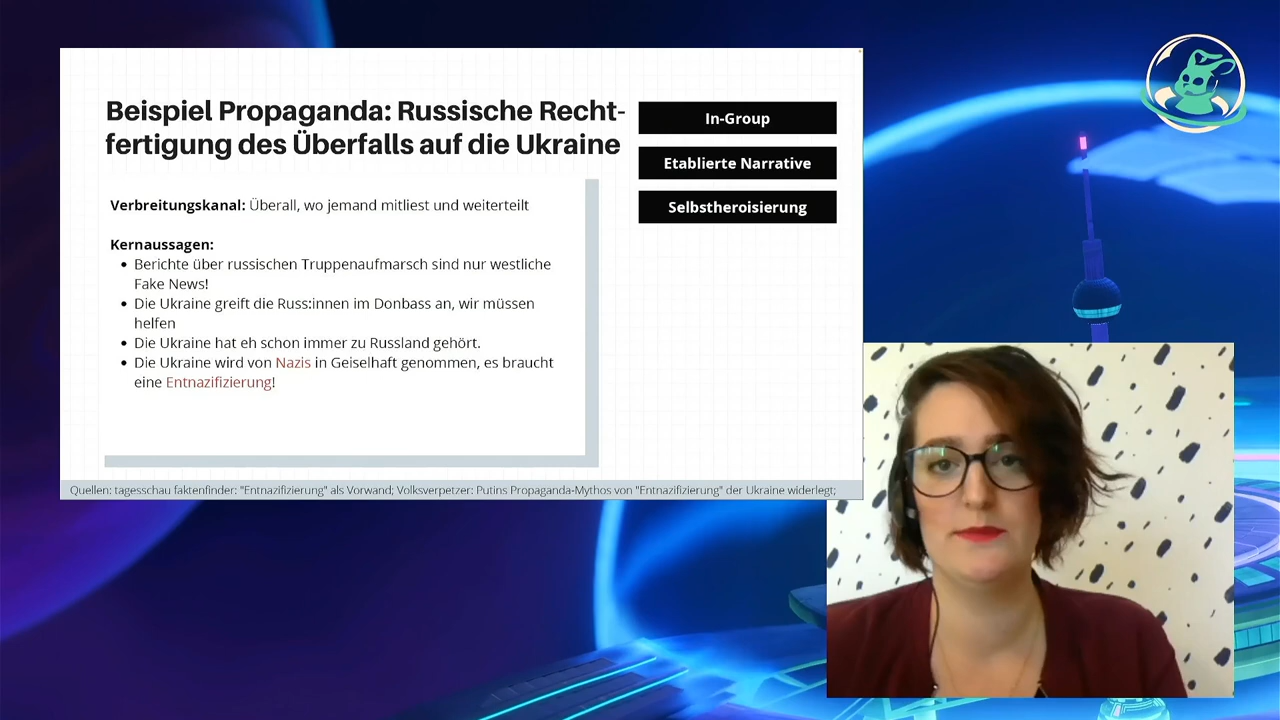 Beispiel Propaganda: Russische Recht-
fertigung des Überfalls auf die Ukraine
In-Group
Etablierte Narrative
Selbstheroisierung
Verbreitungskanal: Überall, wo jemand mitliest und weiterteilt
Kernaussagen:
• Berichte über russischen Truppenaufmarsch sind nur westliche
Fake News!
• Die Ukraine greift die Russ:innen im Donbass an, wir müssen
helfen
• Die Ukraine hat eh schon immer zu Russland gehört.
• Die Ukraine wird von Nazis in Geiselhaft genommen, es braucht
eine Entnazifizierung!
Quellen: tagesschau faktenfinder: "Entnazifizierung" als Vorwand; Volksverpetzer: Putins Propaganda-Mythos von "Entnazifizierung" der Ukraine widerlegt;